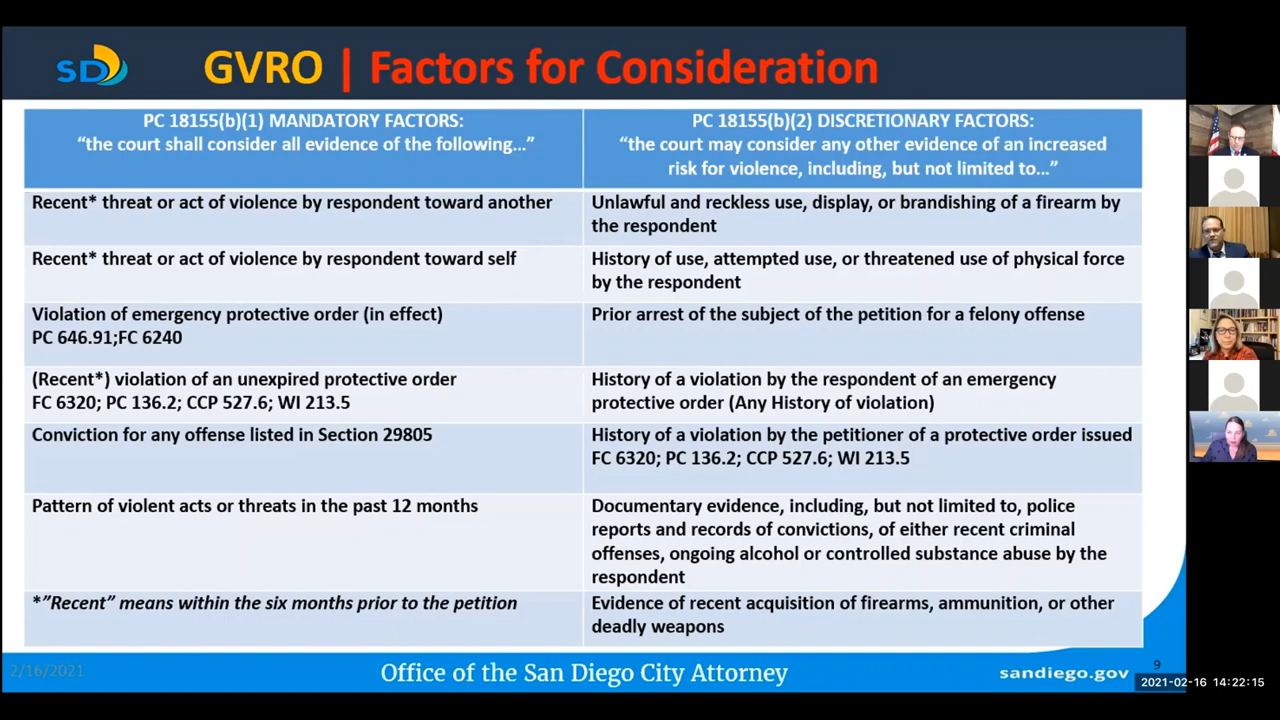 SD
GVRO | Factors for Consideration
PC 18155(b)(1) MANDATORY FACTORS:
“the court shall consider all evidence of the following…”
PC 18155(b)(2) DISCRETIONARY FACTORS:
“the court may consider any other evidence of an increased
risk for violence, including, but not limited to…”
Recent* threat or act of violence by respondent toward another
Unlawful and reckless use, display, or brandishing of a firearm by
the respondent
Recent* threat or act of violence by respondent toward self
History of use, attempted use, or threatened use of physical force
by the respondent
Violation of emergency protective order (in effect)
PC 646.91;FC 6240
Prior arrest of the subject of the petition for a felony offense
(Recent*) violation of an unexpired protective order
FC 6320; PC 136.2; CCP 527.6; WI 213.5
History of a violation by the respondent of an emergency
protective order (Any History of violation)
Conviction for any offense listed in Section 29805
History of a violation by the petitioner of a protective order issued
FC 6320; PC 136.2; CCP 527.6; WI 213.5
Pattern of violent acts or threats in the past 12 months
Documentary evidence, including, but not limited to, police
reports and records of convictions, of either recent criminal
offenses, ongoing alcohol or controlled substance abuse by the
respondent
*”Recent” means within the six months prior to the petition
Evidence of recent acquisition of firearms, ammunition, or other
deadly weapons
2/16/2021
Office of the San Diego City Attorney
sandiego.gov
9
2021-02-16 14:22:15